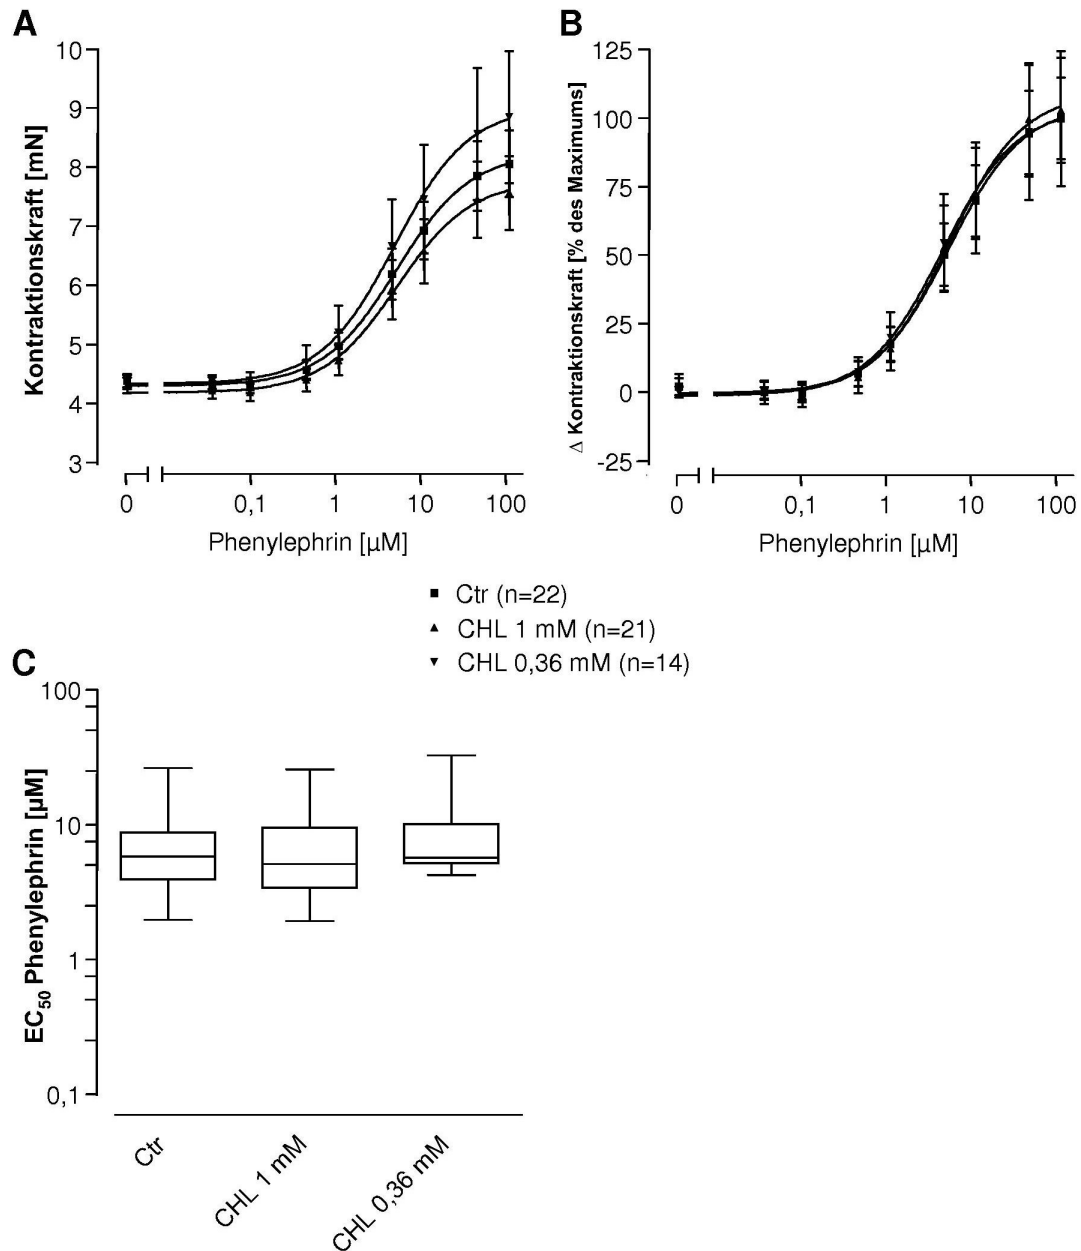 A
Kontraktionskraft [mN]
10
9
8
7
6
5
4
3
0 0,1 1 10 100
Phenylephrin [µM]
B
Δ Kontraktionskraft [% des Maximums]
125
100
75
50
25
0
-25
0 0,1 1 10 100
Phenylephrin [µM]
Ctr (n=22)
CHL 1 mM (n=21)
CHL 0,36 mM (n=14)
C
EC50 Phenylephrin [µM]
100
10
1
0,1
Ctr
CHL 1 mM
CHL 0,36 mM